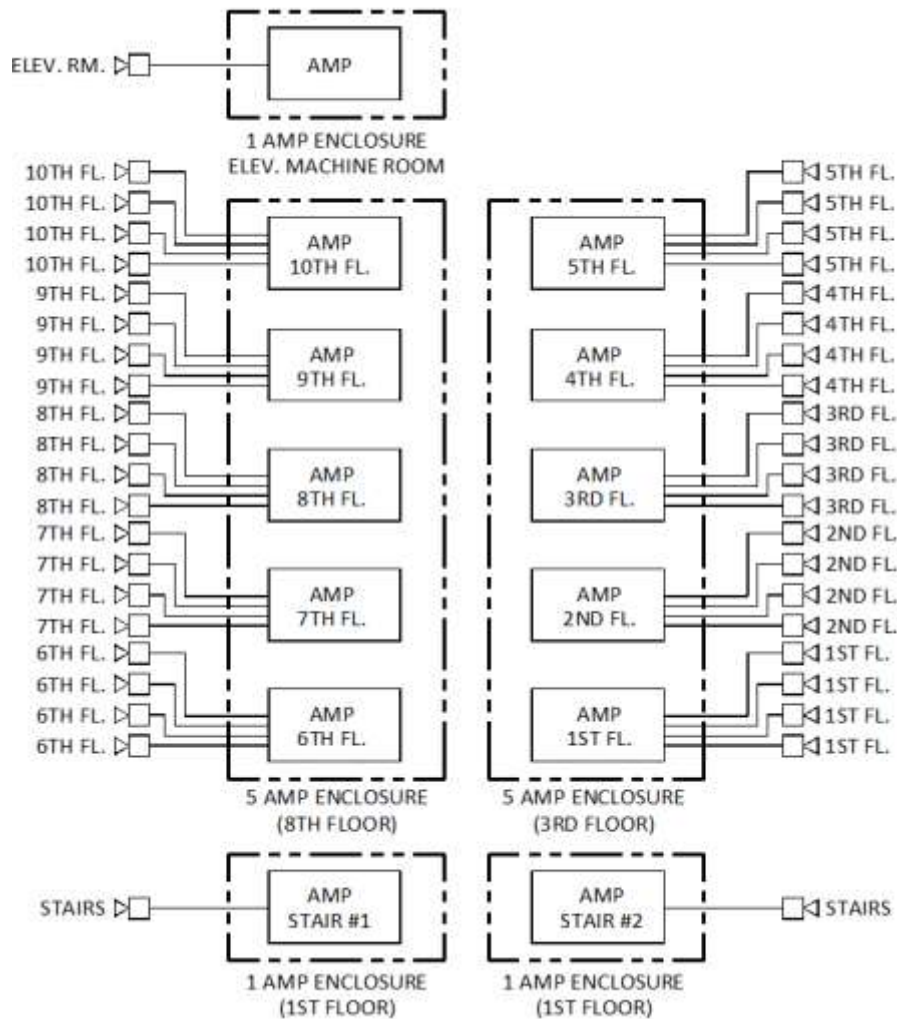 ELEV. RM.
AMP
1 AMP ENCLOSURE
ELEV. MACHINE ROOM
10TH FL.
10TH FL.
10TH FL.
10TH FL.
9TH FL.
9TH FL.
9TH FL.
9TH FL.
8TH FL.
8TH FL.
8TH FL.
8TH FL.
7TH FL.
7TH FL.
7TH FL.
7TH FL.
6TH FL.
6TH FL.
6TH FL.
6TH FL.
AMP
10TH FL.
AMP
9TH FL.
AMP
8TH FL.
AMP
7TH FL.
AMP
6TH FL.
5 AMP ENCLOSURE
(8TH FLOOR)
AMP
5TH FL.
AMP
4TH FL.
AMP
3RD FL.
AMP
2ND FL.
AMP
1ST FL.
5 AMP ENCLOSURE
(3RD FLOOR)
5TH FL.
5TH FL.
5TH FL.
5TH FL.
4TH FL.
4TH FL.
4TH FL.
4TH FL.
3RD FL.
3RD FL.
3RD FL.
3RD FL.
2ND FL.
2ND FL.
2ND FL.
2ND FL.
1ST FL.
1ST FL.
1ST FL.
1ST FL.
STAIRS
AMP
STAIR #1
1 AMP ENCLOSURE
(1ST FLOOR)
AMP
STAIR #2
1 AMP ENCLOSURE
(1ST FLOOR)
STAIRS